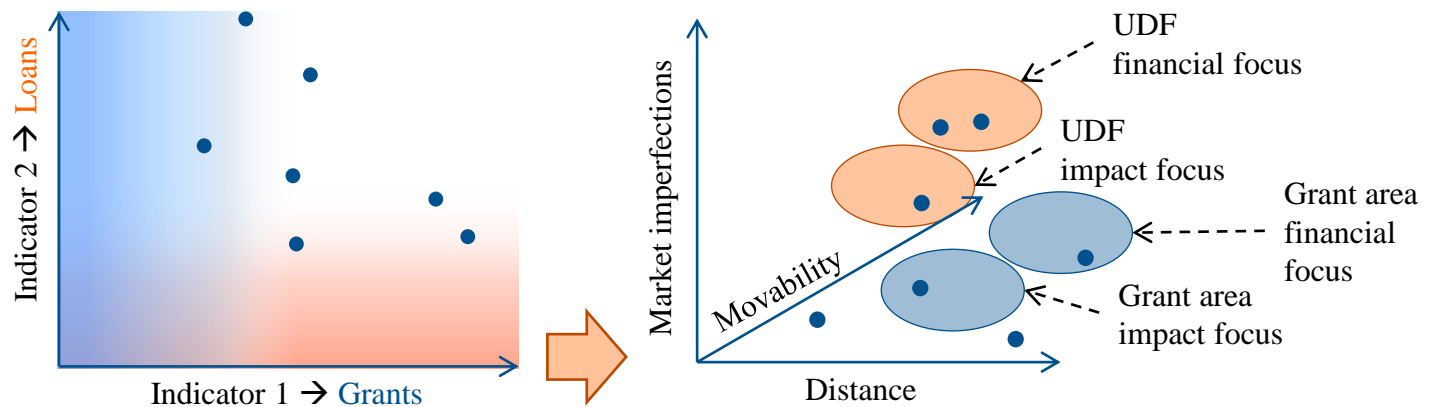 Indicator 2 → Loans
Indicator 1 → Grants
Market imperfections
Movability
Distance
UDF
financial focus
UDF
impact focus
Grant area
financial
focus
Grant area
impact focus